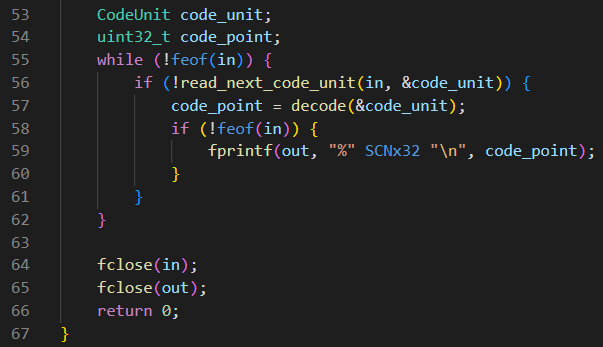 53 CodeUnit code_unit;
54 uint32_t code_point;
55 while (!feof(in)) {
56 if (!read_next_code_unit(in, &code_unit)) {
57 code_point = decode(&code_unit);
58 if (!feof(in)) {
59 fprintf(out, "%" SCNx32 "\n", code_point);
60 }
61 }
62 }
63
64 fclose(in);
65 fclose(out);
66 return 0;
67 }